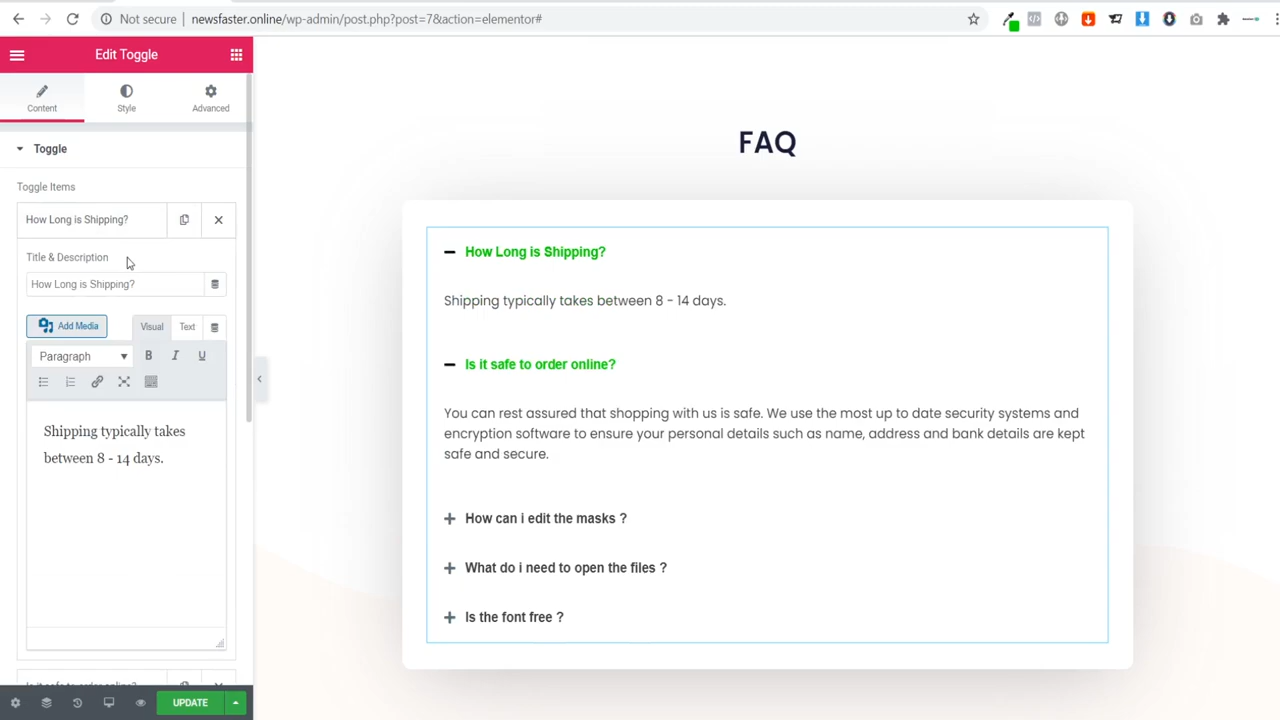 Not secure newsfaster.online/wp-admin/post.php?post=7&action=elementor#
Edit Toggle
Content Style Advanced
Toggle
Toggle Items
How Long is Shipping?
Title & Description
How Long is Shipping?
Add Media Visual Text
Paragraph B I U
Shipping typically takes
between 8 - 14 days.
Is it safe to order online?
UPDATE
FAQ
How Long is Shipping?
Shipping typically takes between 8 - 14 days.
Is it safe to order online?
You can rest assured that shopping with us is safe. We use the most up to date security systems and
encryption software to ensure your personal details such as name, address and bank details are kept
safe and secure.
How can i edit the masks ?
What do i need to open the files ?
Is the font free ?